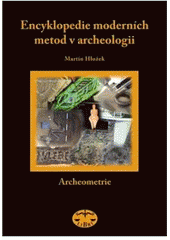 Encyklopedie moderních
metod v archeologii
Martin Hložek
Archeometrie